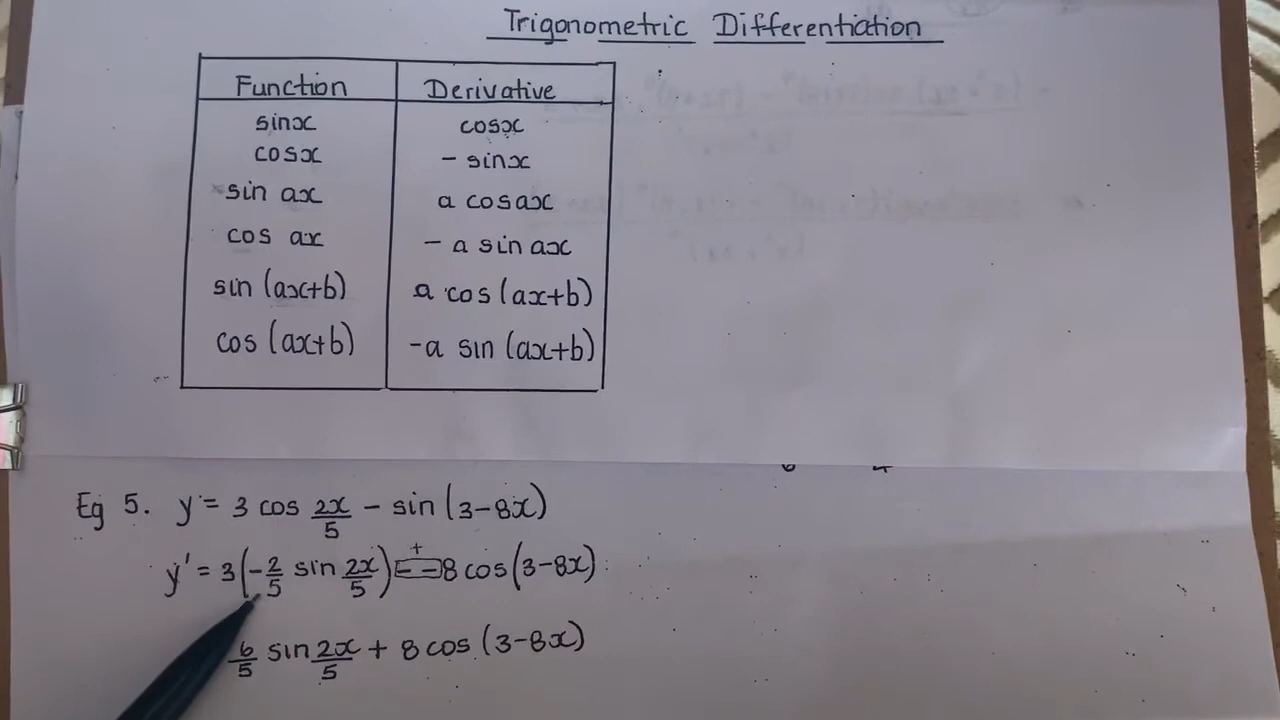 Trigonometric Differentiation
Function Derivative
sinx cosx
cosx - sinx
sin ax a cosax
cos ax - a sin ax
sin (ax+b) a cos (ax+b)
cos (ax+b) -a sin (ax+b)
Eg 5. y = 3 cos 2x/5 - sin (3-8x)
y' = 3(-2/5 sin 2x/5) - -8 cos(3-8x)
+
6/5 sin 2x/5 + 8 cos (3-8x)